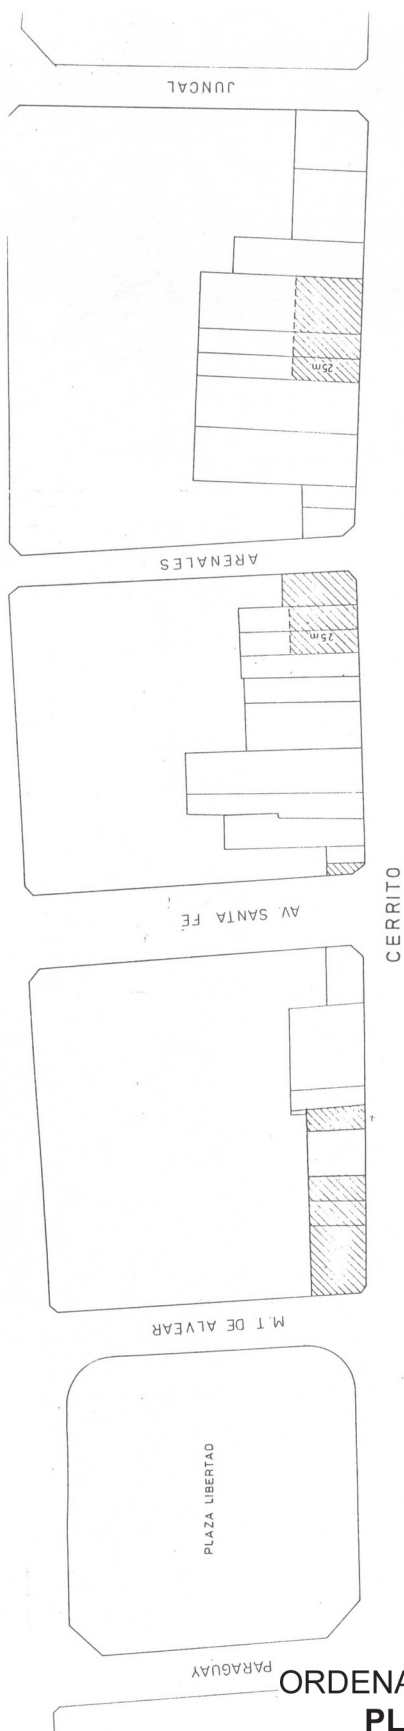 JUNCAL
25m
ARENALES
25m
AV. SANTA FE
CERRITO
M.T. DE ALVEAR
PLAZA LIBERTAD
PARAGUAY
ORDENA
PL